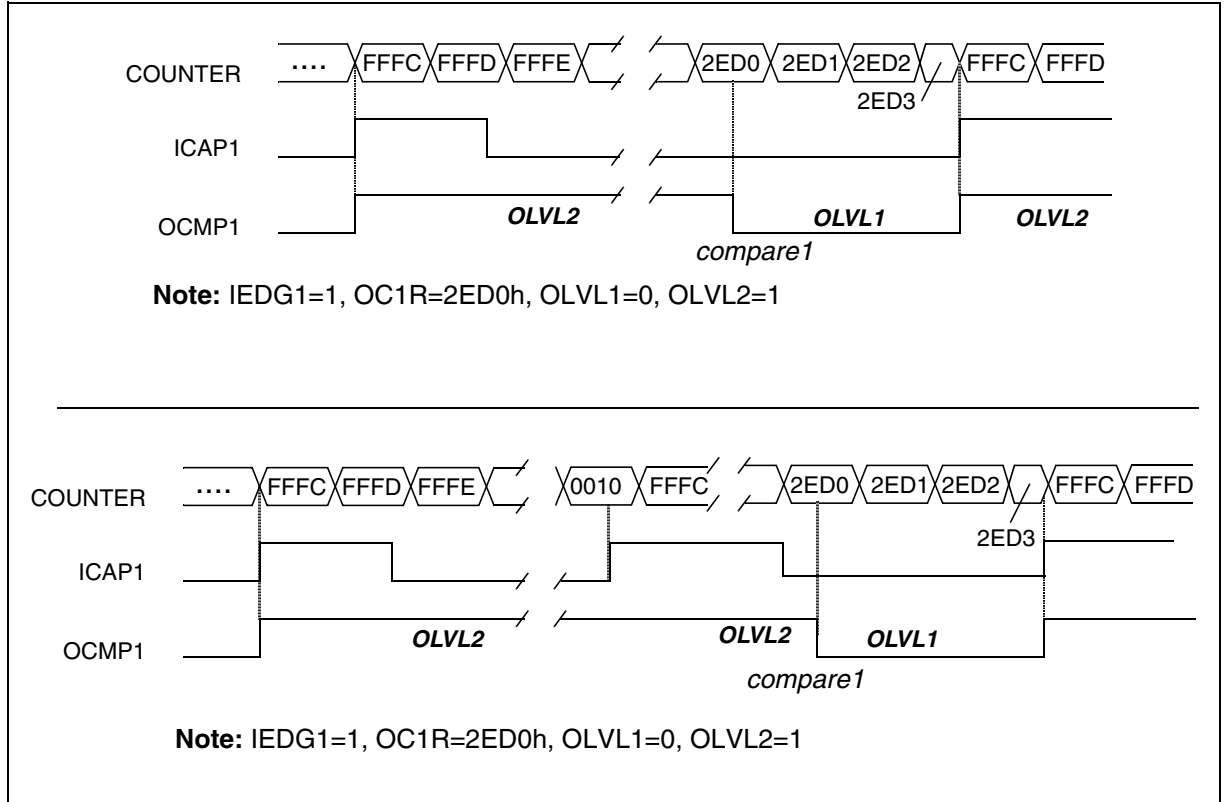 COUNTER .... FFFC FFFD FFFE 2ED0 2ED1 2ED2 FFFC FFFD
2ED3
ICAP1
OCMP1 OLVL2 OLVL1 OLVL2
compare1
Note: IEDG1=1, OC1R=2ED0h, OLVL1=0, OLVL2=1
COUNTER .... FFFC FFFD FFFE 0010 FFFC 2ED0 2ED1 2ED2 FFFC FFFD
2ED3
ICAP1
OCMP1 OLVL2 OLVL2 OLVL1
compare1
Note: IEDG1=1, OC1R=2ED0h, OLVL1=0, OLVL2=1